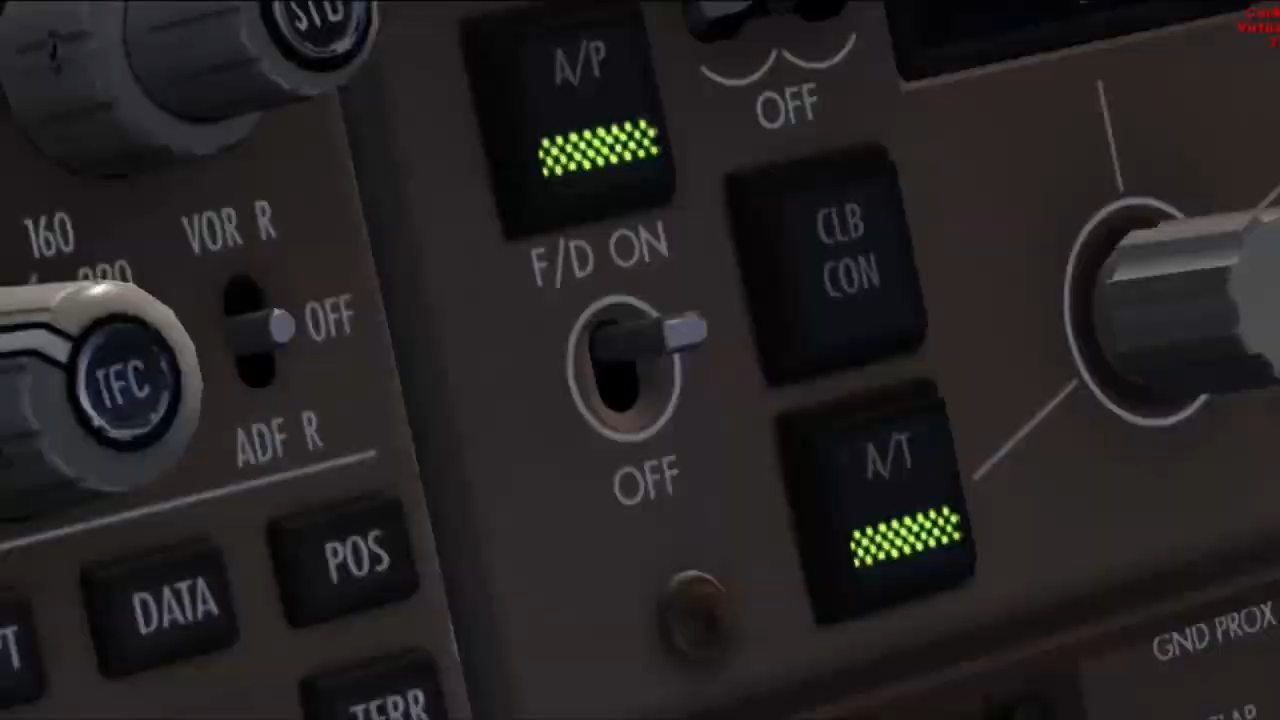 STD
A/P
OFF
160
VOR R
F/D ON
CLB
CON
OFF
TFC
ADF R
A/T
OFF
POS
DATA
GND PROX
TERR